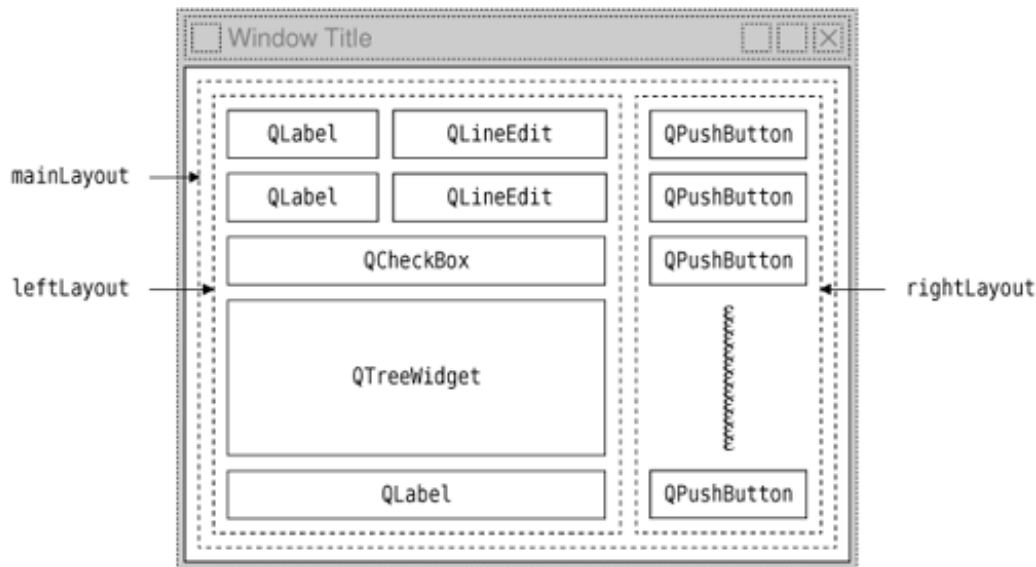 Window Title
QLabel QLineEdit QPushButton
mainLayout
QLabel QLineEdit QPushButton
QCheckBox QPushButton
leftLayout
rightLayout
QTreeWidget
QLabel QPushButton